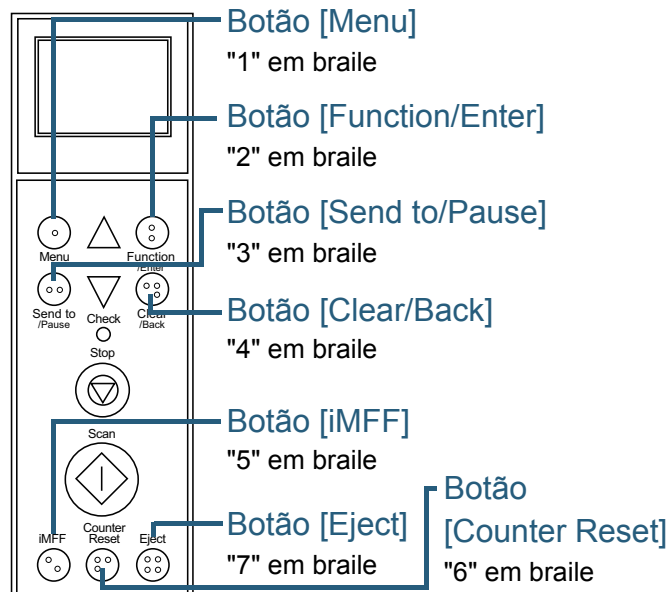 Botão [Menu]
"1" em braile
Botão [Function/Enter]
"2" em braile
Botão [Send to/Pause]
"3" em braile
Botão [Clear/Back]
"4" em braile
Botão [iMFF]
"5" em braile
Botão [Eject]
"7" em braile
Botão
[Counter Reset]
"6" em braile
Menu
Function
/Enter
Send to
/Pause
Check
Clear
/Back
Stop
Scan
iMFF
Counter
Reset
Eject